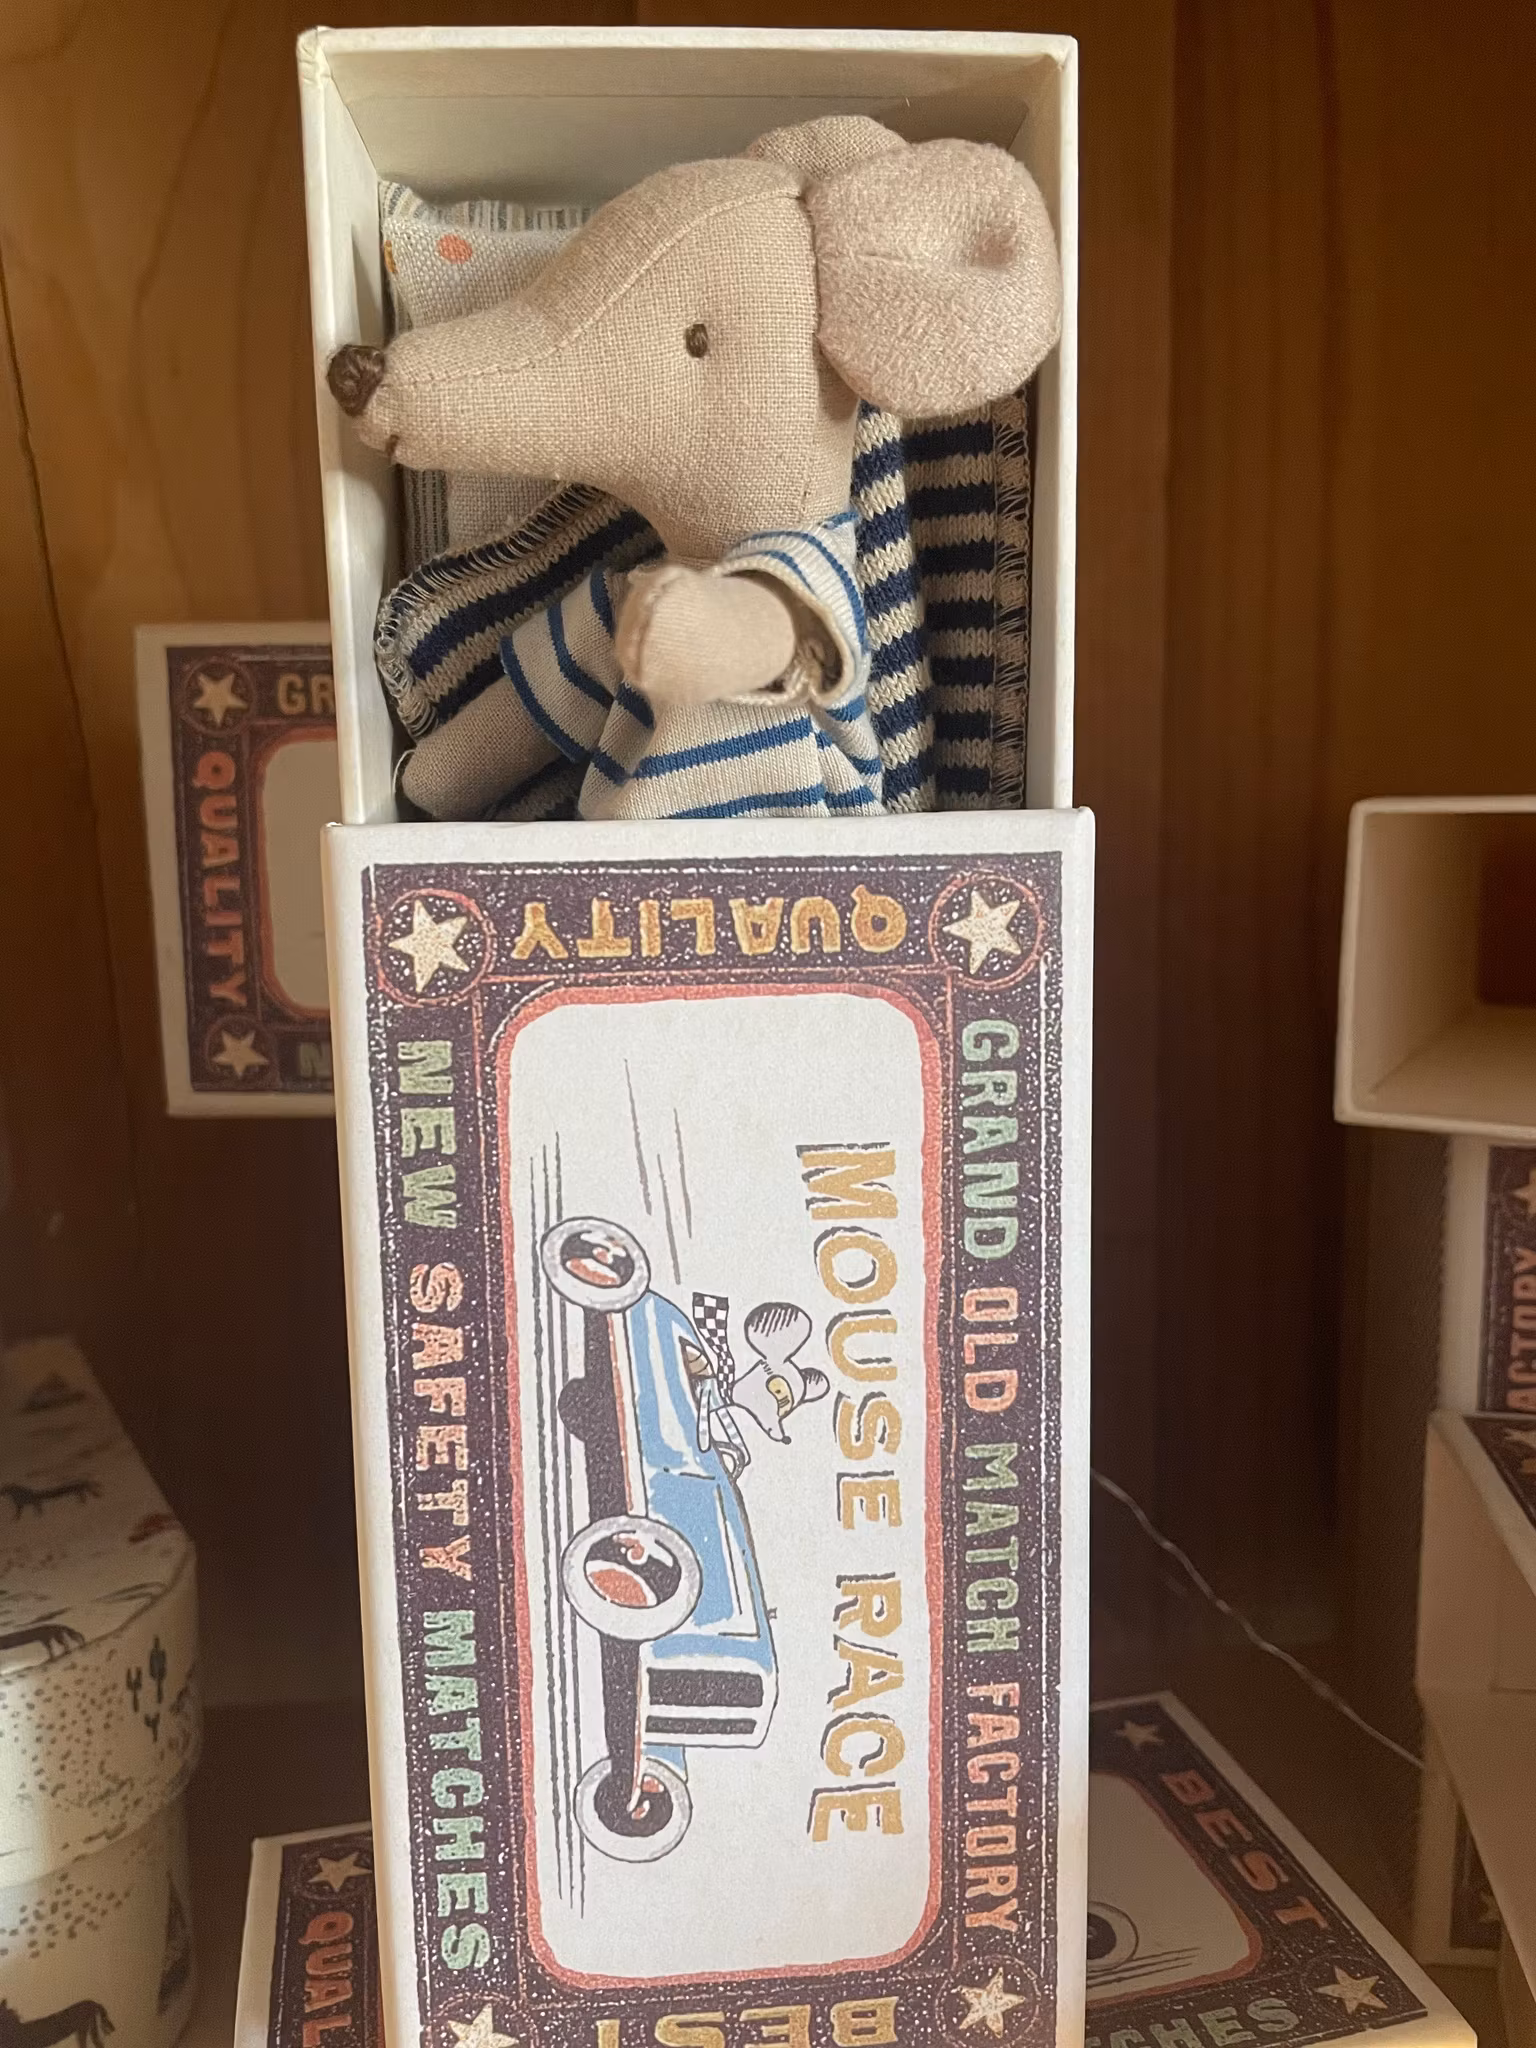 QUALITY
GRAND OLD MATCH FACTORY
MOUSE RACE
NEW SAFETY MATCHES
BEST
QUALITY
BEST